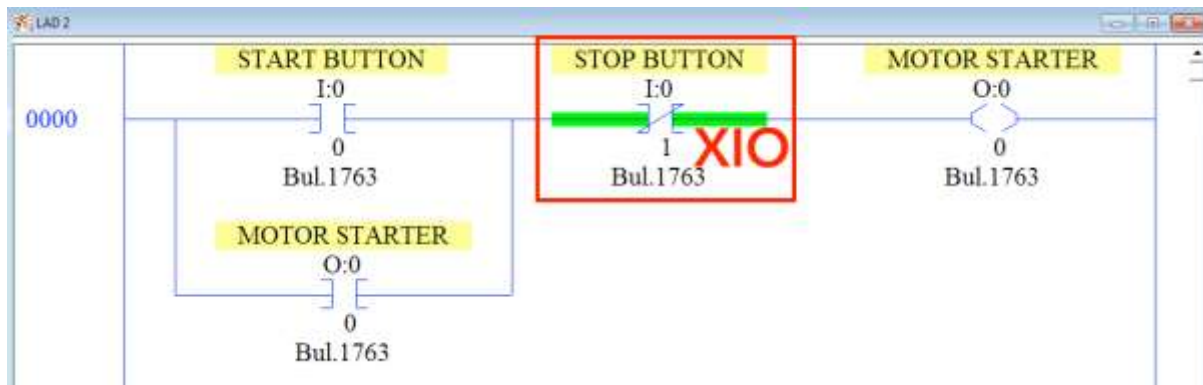 LAD 2
START BUTTON
I:0
0
Bul.1763
STOP BUTTON
I:0
1
XIO
Bul.1763
MOTOR STARTER
O:0
0
Bul.1763
0000
MOTOR STARTER
O:0
0
Bul.1763